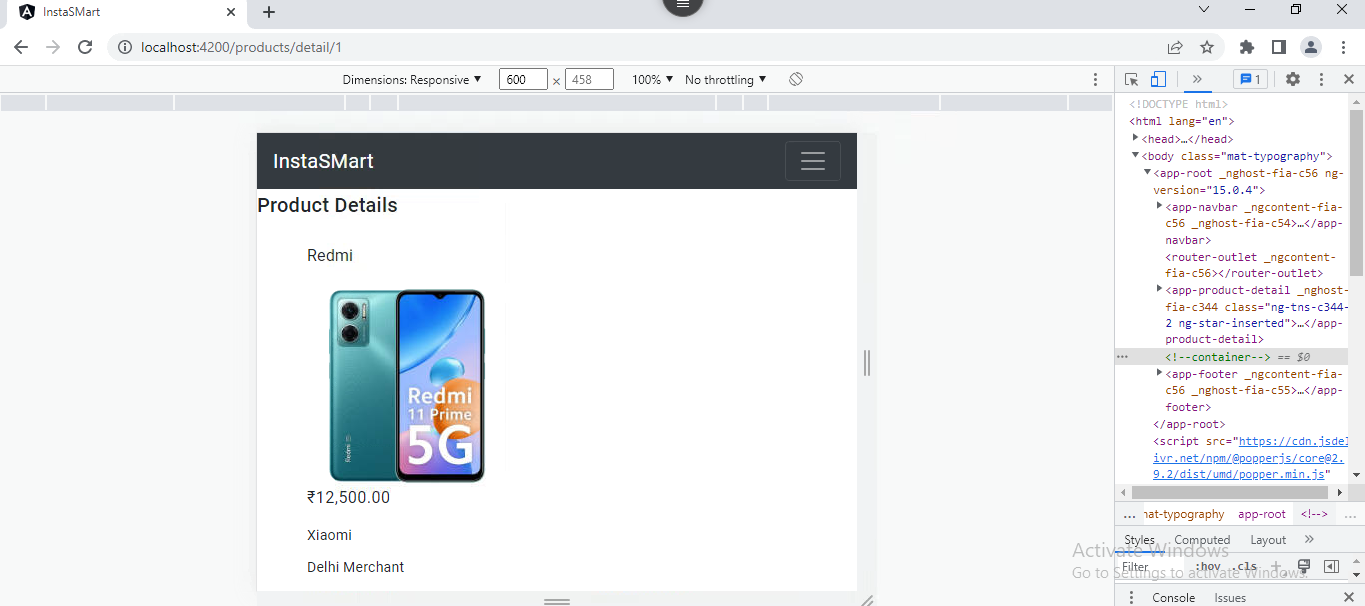 InstaSMart
localhost:4200/products/detail/1
Dimensions: Responsive
600
×
458
100%
No throttling
1
InstaSMart
Product Details
Redmi
Redmi
Redmi
11 Prime
5G
₹12,500.00
Xiaomi
Delhi Merchant
<!DOCTYPE html>
<html lang="en">
<head>…</head>
<body class="mat-typography">
<app-root _nghost-fia-c56 ng-
version="15.0.4">
<app-navbar _ngcontent-fia-
c56 _nghost-fia-c54>…</app-
navbar>
<router-outlet _ngcontent-
fia-c56></router-outlet>
<app-product-detail _nghost-
fia-c344 class="ng-tns-c344-
2 ng-star-inserted">…</app-
product-detail>
<!--container--> == $0
<app-footer _ngcontent-fia-
c56 _nghost-fia-c55>…</app-
footer>
</app-root>
<script src="https://cdn.jsdel
ivr.net/npm/@popperjs/core@2.
9.2/dist/umd/popper.min.js"
... nat-typography app-root <!--> ...
Styles Computed Layout
Filter :hov .cls
Activate Windows
Go to Settings to activate Windows.
Console Issues